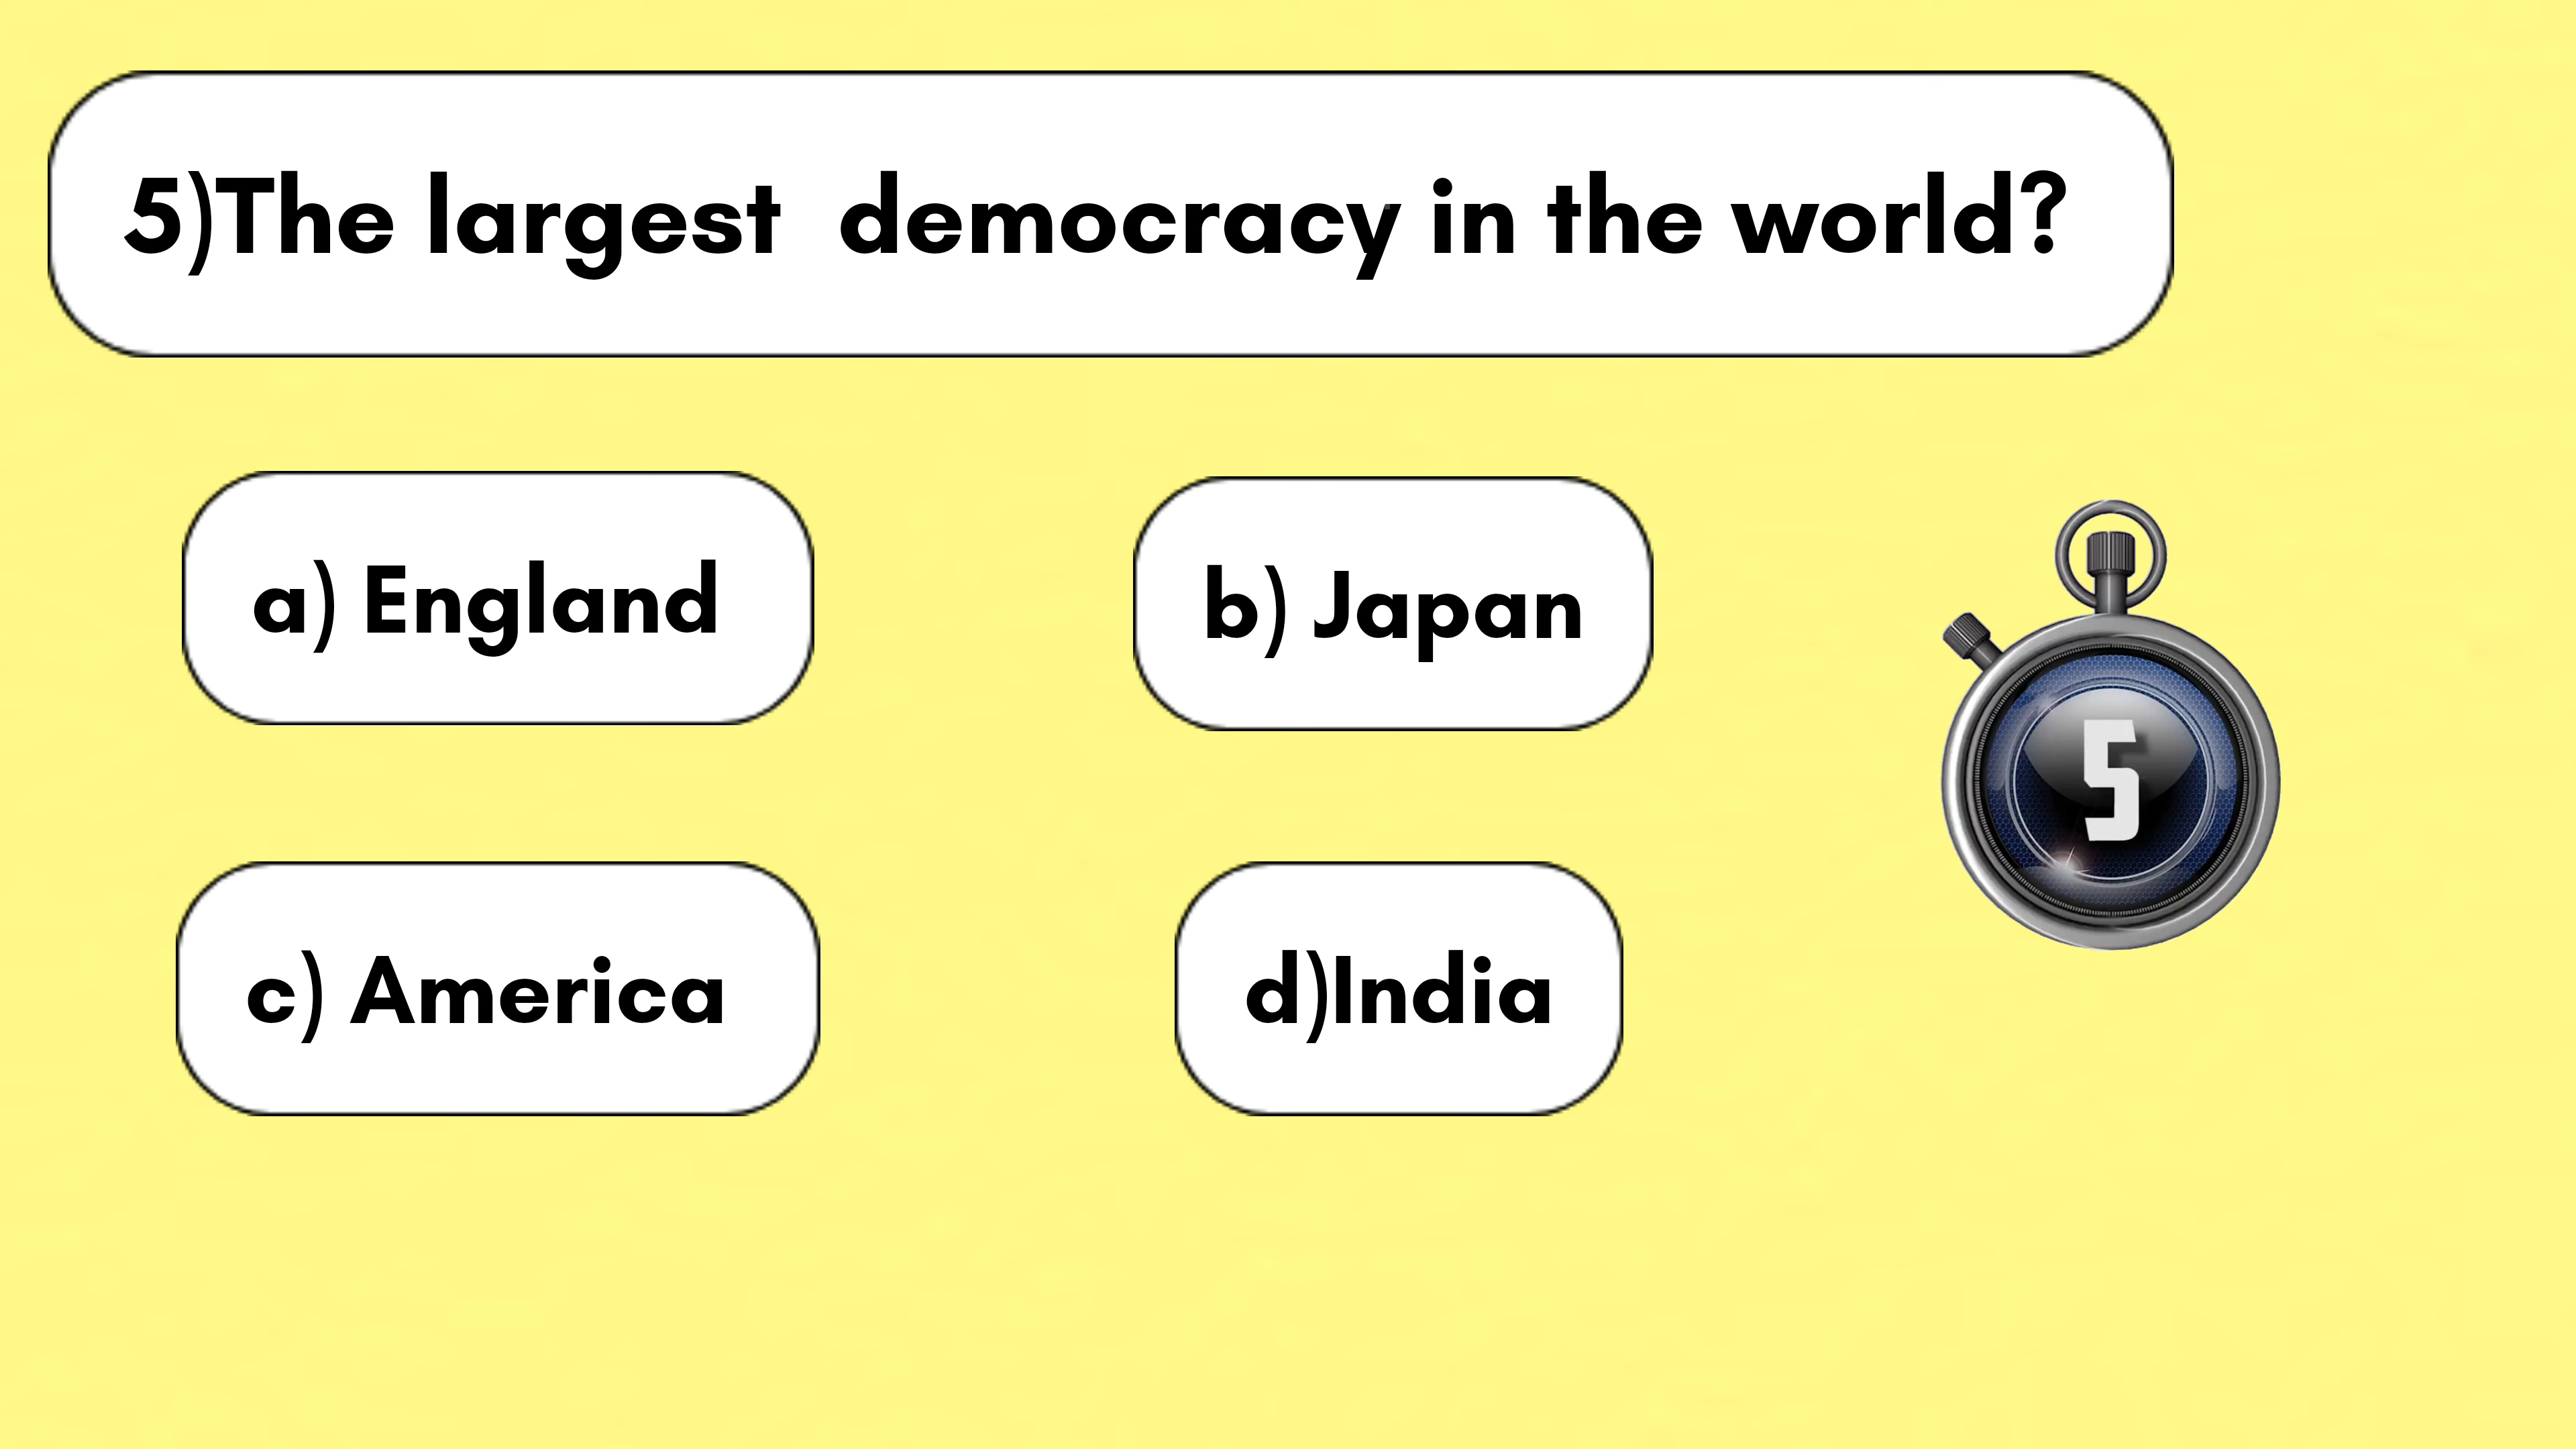 5)The largest  democracy in the world?
a) England
b) Japan
5
c) America
d)India